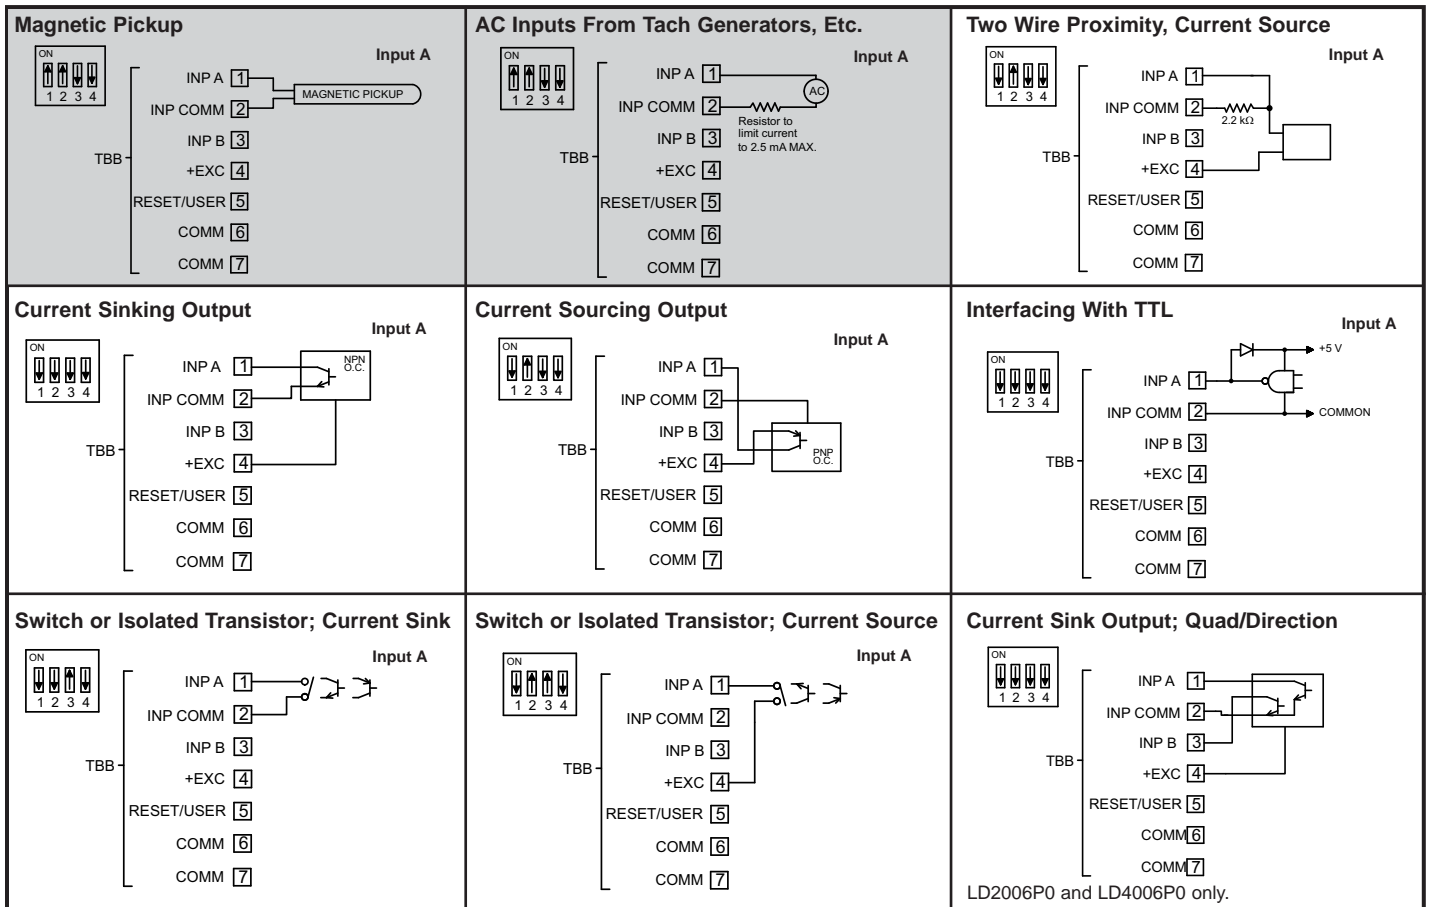 Magnetic Pickup
Input A
ON
1 2 3 4
INP A 1
MAGNETIC PICKUP
INP COMM 2
INP B 3
TBB
+EXC 4
RESET/USER 5
COMM 6
COMM 7
AC Inputs From Tach Generators, Etc.
Input A
ON
1 2 3 4
INP A 1
AC
INP COMM 2
Resistor to
limit current
to 2.5 mA MAX.
INP B 3
TBB
+EXC 4
RESET/USER 5
COMM 6
COMM 7
Two Wire Proximity, Current Source
Input A
ON
1 2 3 4
INP A 1
INP COMM 2
2.2 kΩ
INP B 3
TBB
+EXC 4
RESET/USER 5
COMM 6
COMM 7
Current Sinking Output
Input A
ON
1 2 3 4
NPN
O.C.
INP A 1
INP COMM 2
INP B 3
TBB
+EXC 4
RESET/USER 5
COMM 6
COMM 7
Current Sourcing Output
Input A
ON
1 2 3 4
INP A 1
INP COMM 2
INP B 3
PNP
O.C.
TBB
+EXC 4
RESET/USER 5
COMM 6
COMM 7
Interfacing With TTL
Input A
+5 V
ON
1 2 3 4
INP A 1
INP COMM 2
COMMON
INP B 3
TBB
+EXC 4
RESET/USER 5
COMM 6
COMM 7
Switch or Isolated Transistor; Current Sink
Input A
ON
1 2 3 4
INP A 1
INP COMM 2
INP B 3
TBB
+EXC 4
RESET/USER 5
COMM 6
COMM 7
Switch or Isolated Transistor; Current Source
Input A
ON
1 2 3 4
INP A 1
INP COMM 2
INP B 3
TBB
+EXC 4
RESET/USER 5
COMM 6
COMM 7
Current Sink Output; Quad/Direction
ON
1 2 3 4
INP A 1
INP COMM 2
INP B 3
TBB
+EXC 4
RESET/USER 5
COMM 6
COMM 7
LD2006P0 and LD4006P0 only.